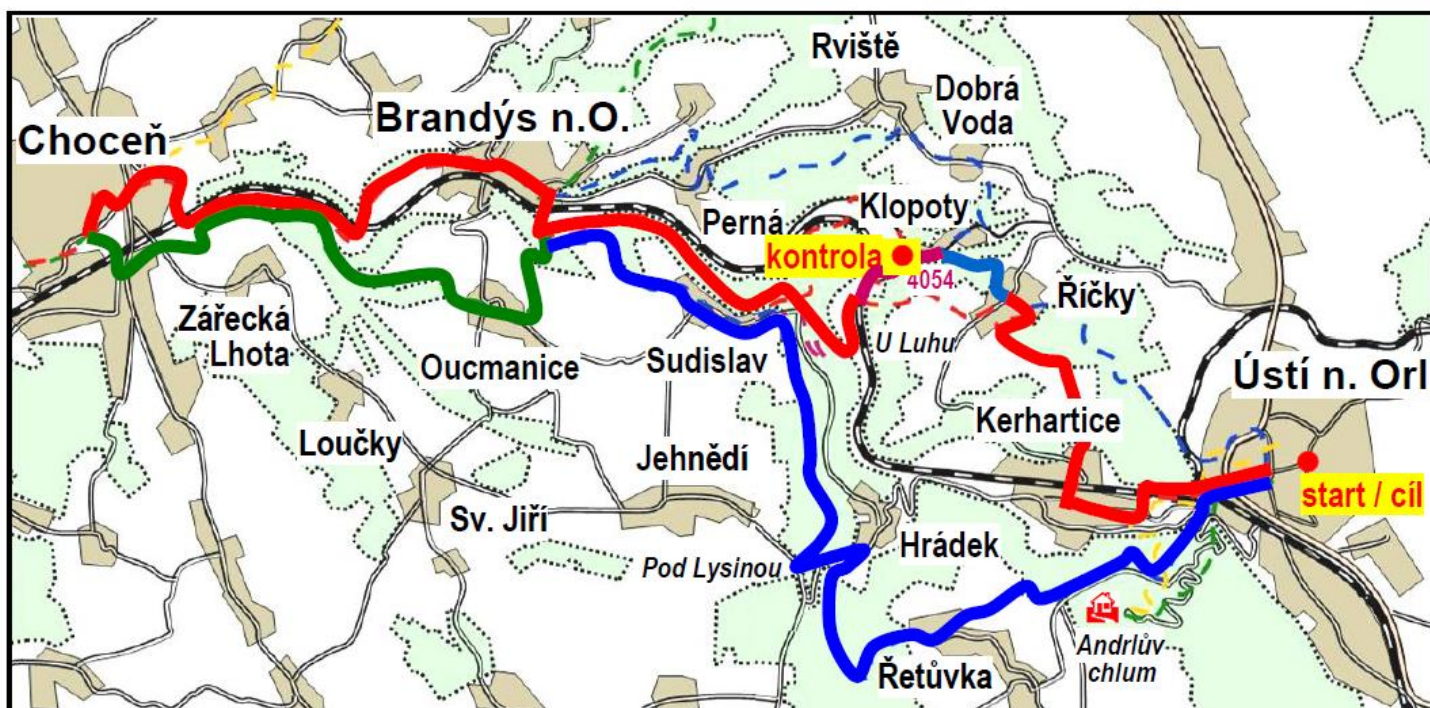 Rviště
Dobrá
Voda
Brandýs n.O.
Choceň
Klopoty
Perná
kontrola
4054
Říčky
Zářecká
Lhota
U Luhu
Sudislav
Oucmanice
Ústí n. Orl
Kerhartice
Loučky
Jehnědí
start / cíl
Sv. Jiří
Hrádek
Pod Lysinou
Andrlův
chlum
Řetůvka